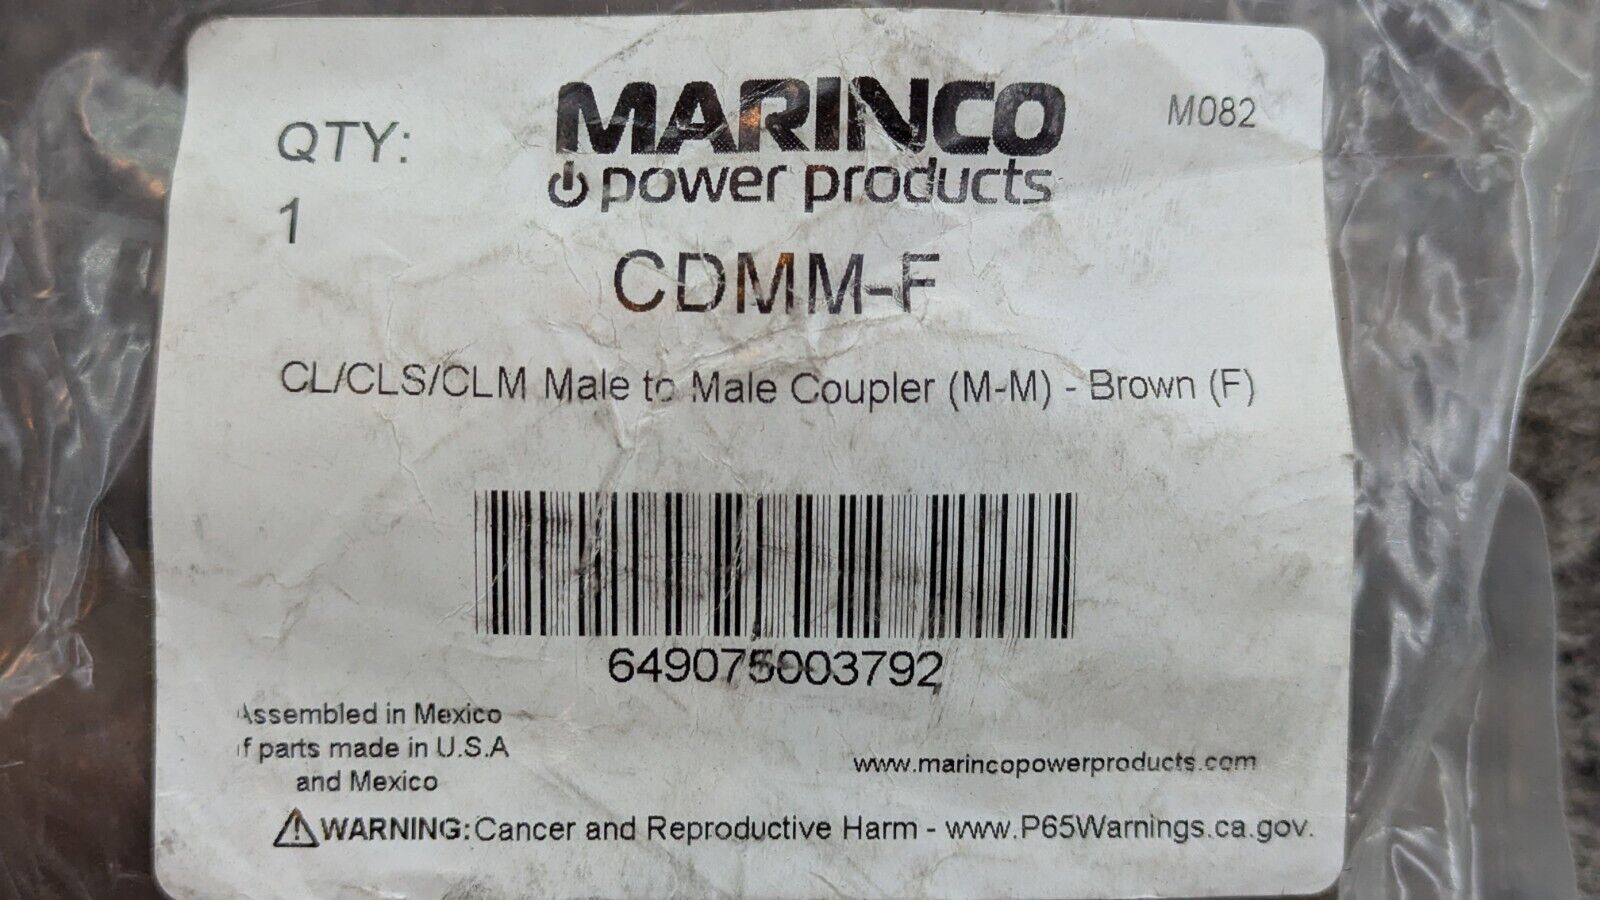 MARINCO
power products
M082
QTY:
1
CDMM-F
CL/CLS/CLM Male to Male Coupler (M-M) - Brown (F)
649075003792
Assembled in Mexico
of parts made in U.S.A
and Mexico
www.marincopowerproducts.com
WARNING: Cancer and Reproductive Harm - www.P65Warnings.ca.gov.